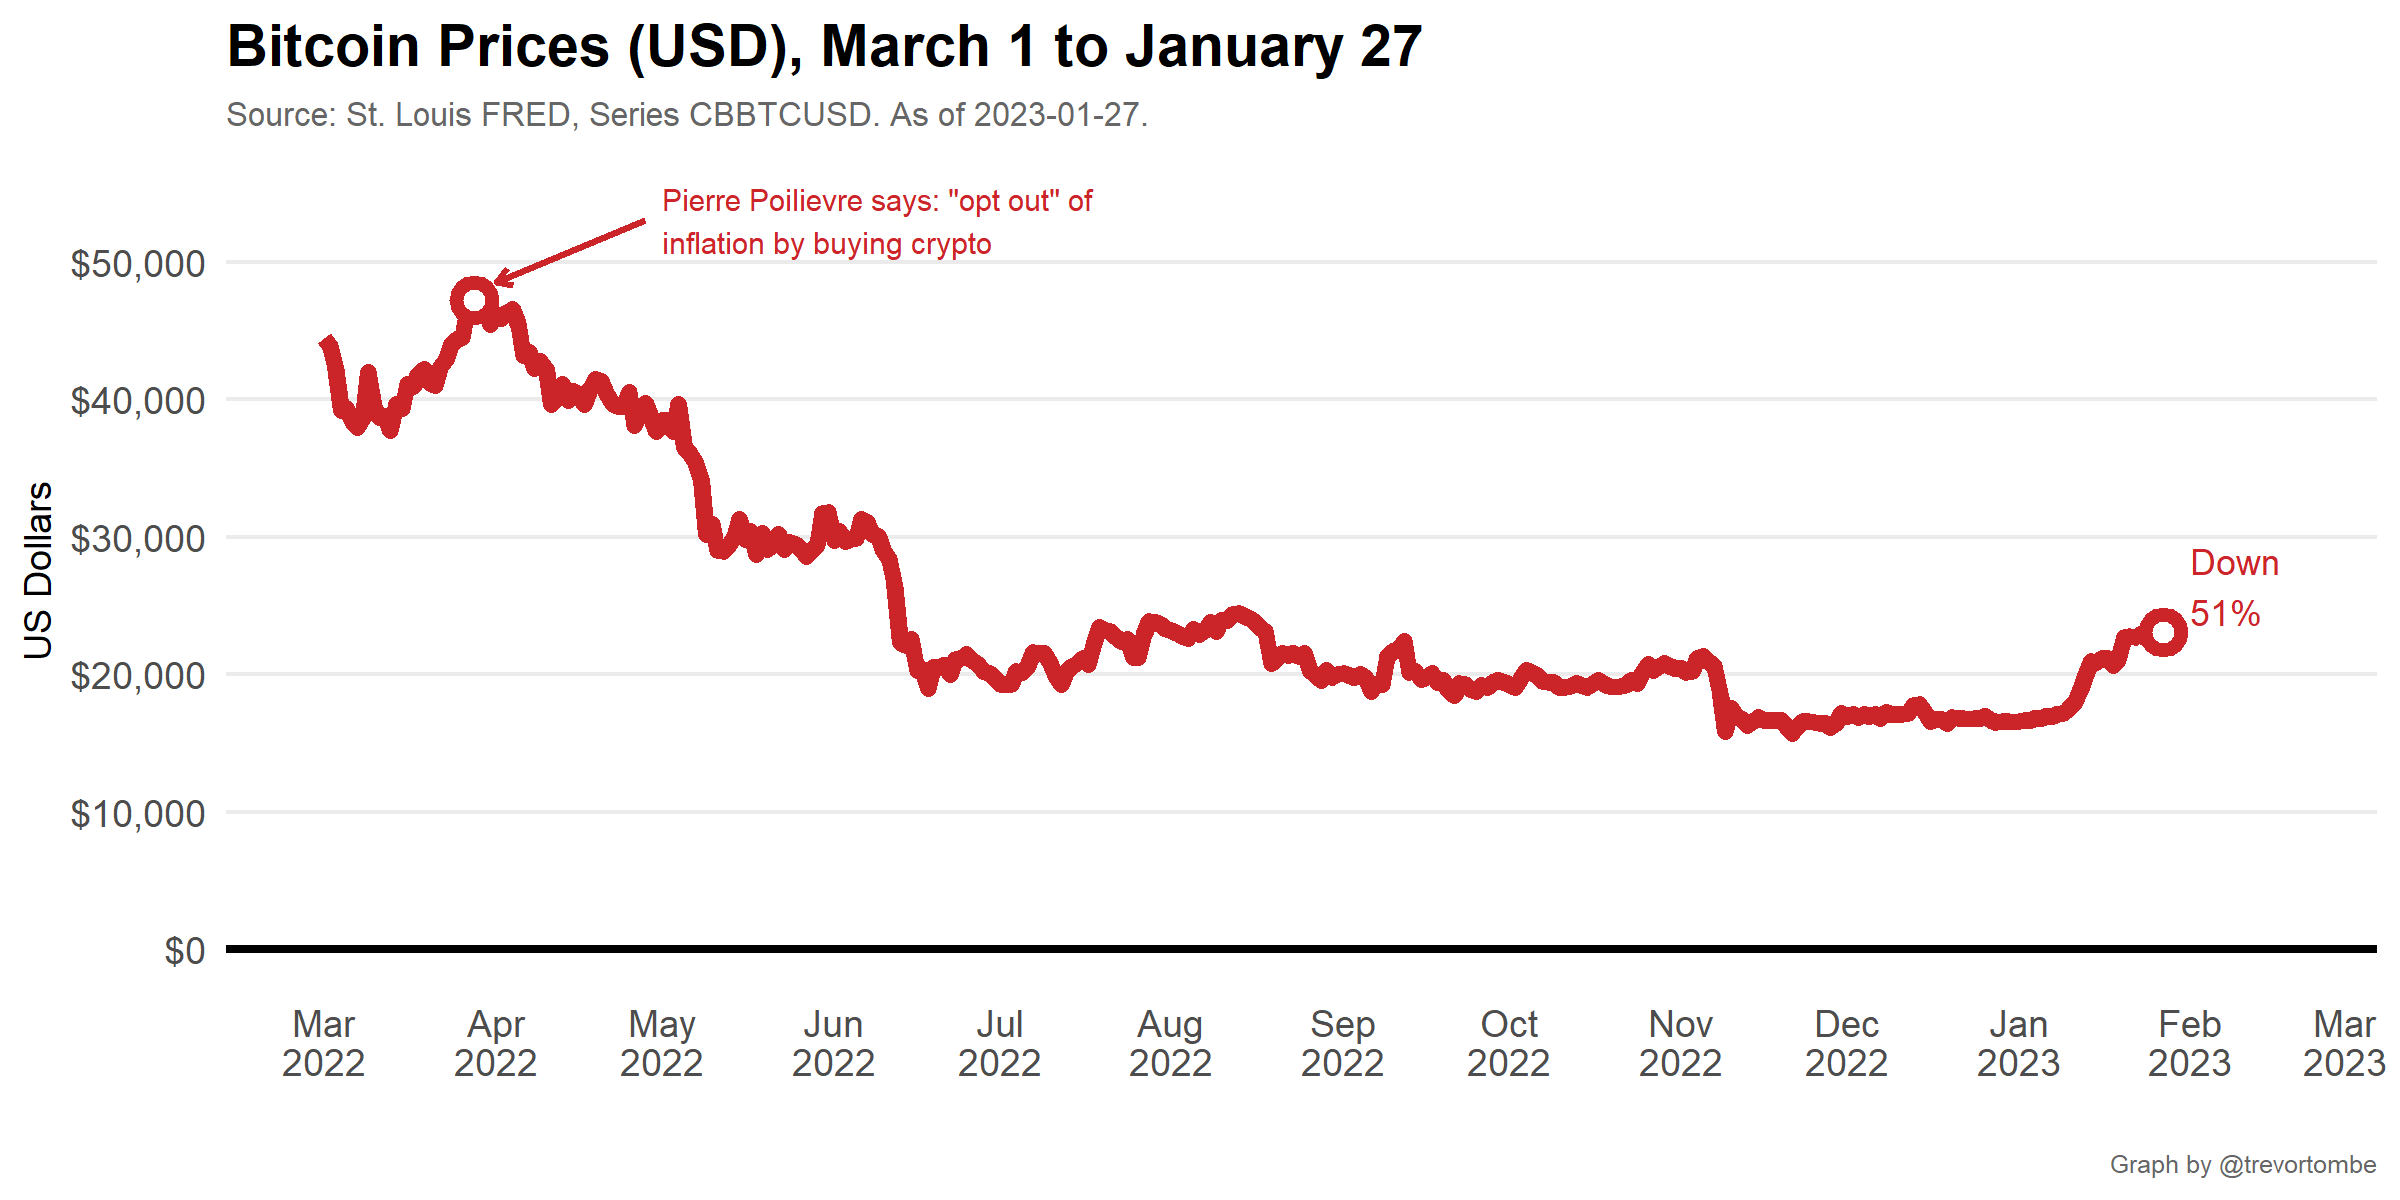 Bitcoin Prices (USD), March 1 to January 27
Source: St. Louis FRED, Series CBBTCUSD. As of 2023-01-27.
Pierre Poilievre says: "opt out" of
inflation by buying crypto
US Dollars
$50,000
$40,000
$30,000
$20,000
$10,000
$0
Down
51%
Mar
2022
Apr
2022
May
2022
Jun
2022
Jul
2022
Aug
2022
Sep
2022
Oct
2022
Nov
2022
Dec
2022
Jan
2023
Feb
2023
Mar
2023
Graph by @trevortombe